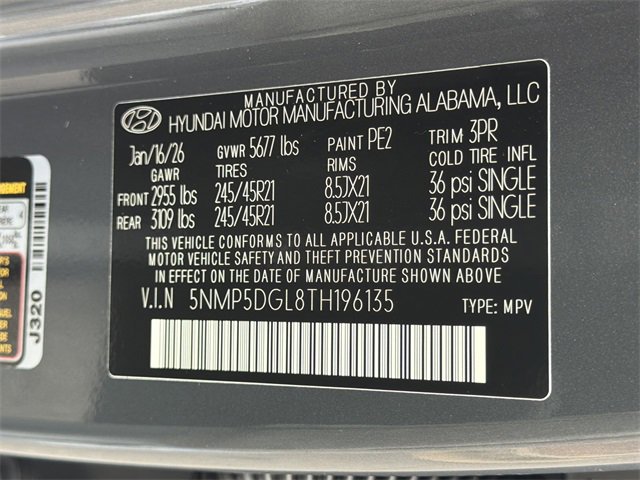 MANUFACTURED BY
HYUNDAI MOTOR MANUFACTURING ALABAMA, LLC
Jan/16/26 GVWR 5677 lbs PAINT PE2 TRIM 3PR
GAWR TIRES RIMS COLD TIRE INFL
FRONT 2955 lbs 245/45R21 8.5JX21 36 psi SINGLE
REAR 3109 lbs 245/45R21 8.5JX21 36 psi SINGLE
THIS VEHICLE CONFORMS TO ALL APPLICABLE U.S.A. FEDERAL
MOTOR VEHICLE SAFETY AND THEFT PREVENTION STANDARDS
IN EFFECT ON THE DATE OF MANUFACTURE SHOWN ABOVE.
V.I.N 5NMP5DGL8TH196135 TYPE: MPV
J320